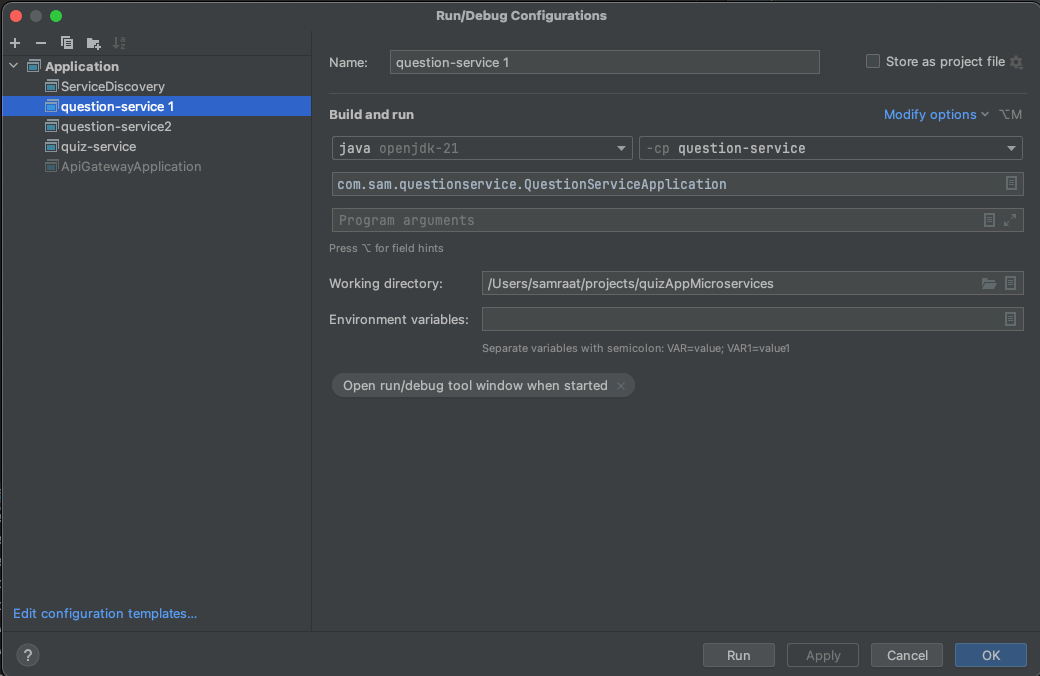 Run/Debug Configurations
Application
ServiceDiscovery
question-service 1
question-service2
quiz-service
ApiGatewayApplication
Edit configuration templates...
Name: question-service 1
Store as project file
Build and run
Modify options ⌥M
java openjdk-21
-cp question-service
com.sam.questionservice.QuestionServiceApplication
Program arguments
Press ⌥ for field hints
Working directory: /Users/samraat/projects/quizAppMicroservices
Environment variables:
Separate variables with semicolon: VAR=value; VAR1=value1
Open run/debug tool window when started ×
?
Run
Apply
Cancel
OK